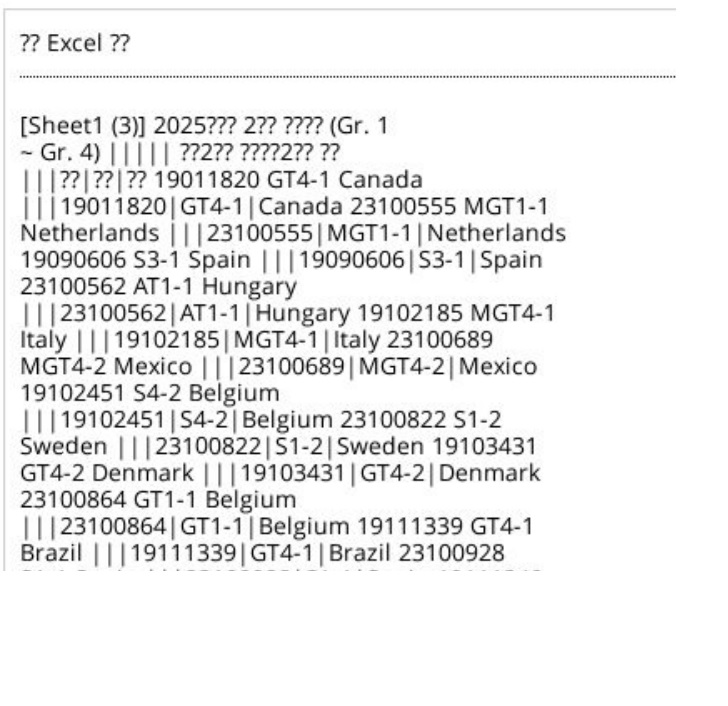 ?? Excel ??
[Sheet1 (3)] 2025??? 2?? ???? (Gr. 1
~ Gr. 4) | | | | | ??2?? ????2?? ??
| | |??|??|?? 19011820 GT4-1 Canada
| | |19011820|GT4-1|Canada 23100555 MGT1-1
Netherlands | | |23100555|MGT1-1|Netherlands
19090606 S3-1 Spain | | |19090606|S3-1|Spain
23100562 AT1-1 Hungary
| | |23100562|AT1-1|Hungary 19102185 MGT4-1
Italy | | |19102185|MGT4-1|Italy 23100689
MGT4-2 Mexico | | |23100689|MGT4-2|Mexico
19102451 S4-2 Belgium
| | |19102451|S4-2|Belgium 23100822 S1-2
Sweden | | |23100822|S1-2|Sweden 19103431
GT4-2 Denmark | | |19103431|GT4-2|Denmark
23100864 GT1-1 Belgium
| | |23100864|GT1-1|Belgium 19111339 GT4-1
Brazil | | |19111339|GT4-1|Brazil 23100928